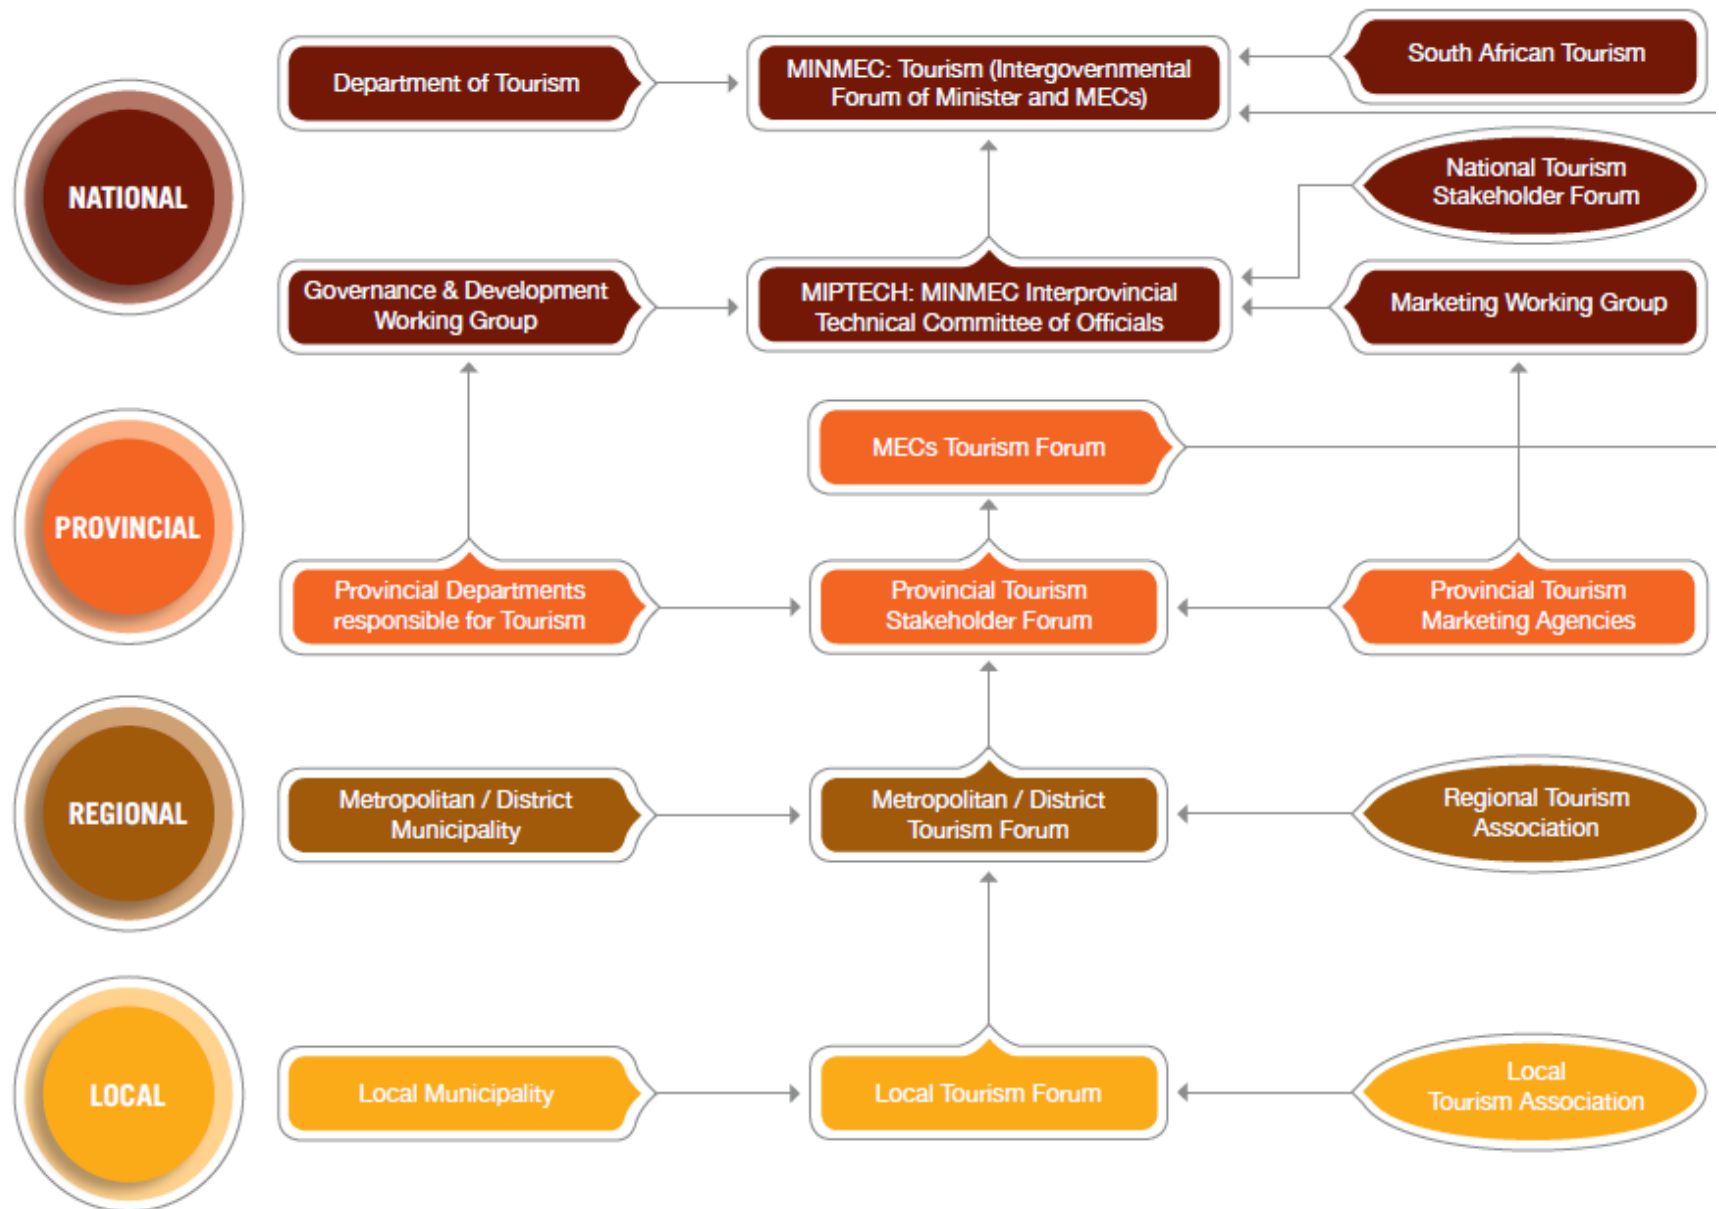 Department of Tourism
MINMEC: Tourism (Intergovernmental
Forum of Minister and MECs)
South African Tourism
NATIONAL
National Tourism
Stakeholder Forum
Governance & Development
Working Group
MIPTECH: MINMEC Interprovincial
Technical Committee of Officials
Marketing Working Group
MECs Tourism Forum
PROVINCIAL
Provincial Departments
responsible for Tourism
Provincial Tourism
Stakeholder Forum
Provincial Tourism
Marketing Agencies
REGIONAL
Metropolitan / District
Municipality
Metropolitan / District
Tourism Forum
Regional Tourism
Association
LOCAL
Local Municipality
Local Tourism Forum
Local
Tourism Association